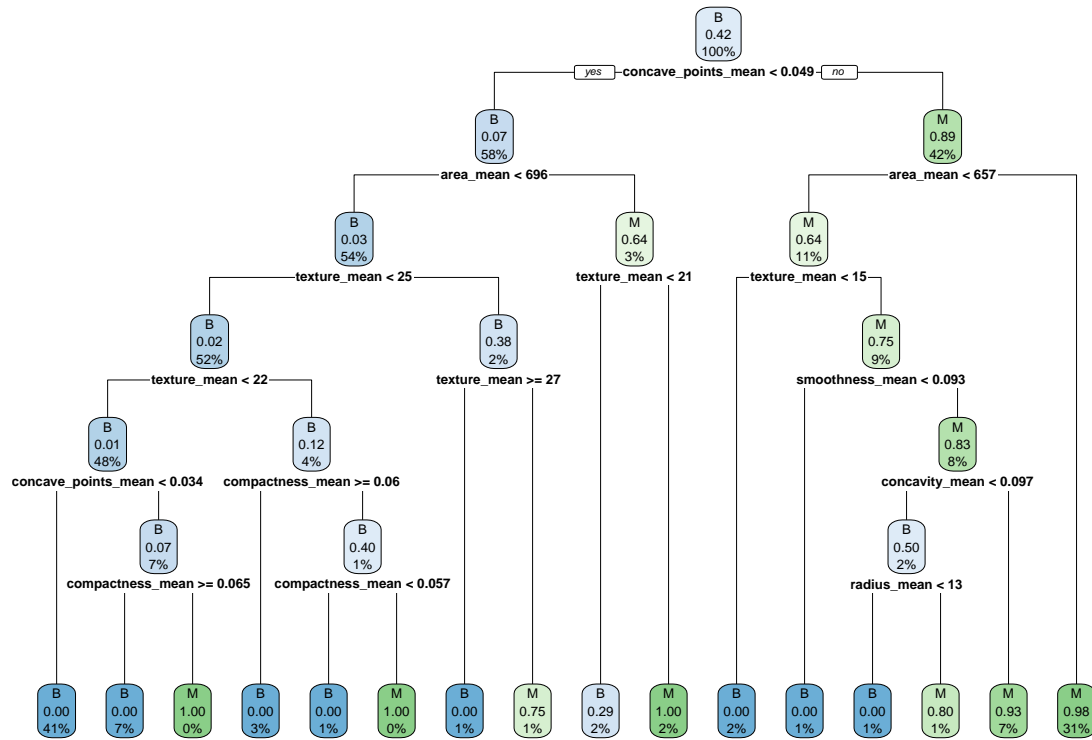 B
0.42
100%
yes concave_points_mean < 0.049 no
B
0.07
58%
M
0.89
42%
area_mean < 696
area_mean < 657
B
0.03
54%
M
0.64
3%
M
0.64
11%
texture_mean < 25
texture_mean < 21
texture_mean < 15
B
0.02
52%
B
0.38
2%
M
0.75
9%
texture_mean < 22
texture_mean >= 27
smoothness_mean < 0.093
B
0.01
48%
B
0.12
4%
M
0.83
8%
concave_points_mean < 0.034
compactness_mean >= 0.06
concavity_mean < 0.097
B
0.07
7%
B
0.40
1%
B
0.50
2%
compactness_mean >= 0.065
compactness_mean < 0.057
radius_mean < 13
B
0.00
41%
B
0.00
7%
M
1.00
0%
B
0.00
3%
B
0.00
1%
M
1.00
0%
B
0.00
1%
M
0.75
1%
B
0.29
2%
M
1.00
2%
B
0.00
2%
B
0.00
1%
B
0.00
1%
M
0.80
1%
M
0.93
7%
M
0.98
31%